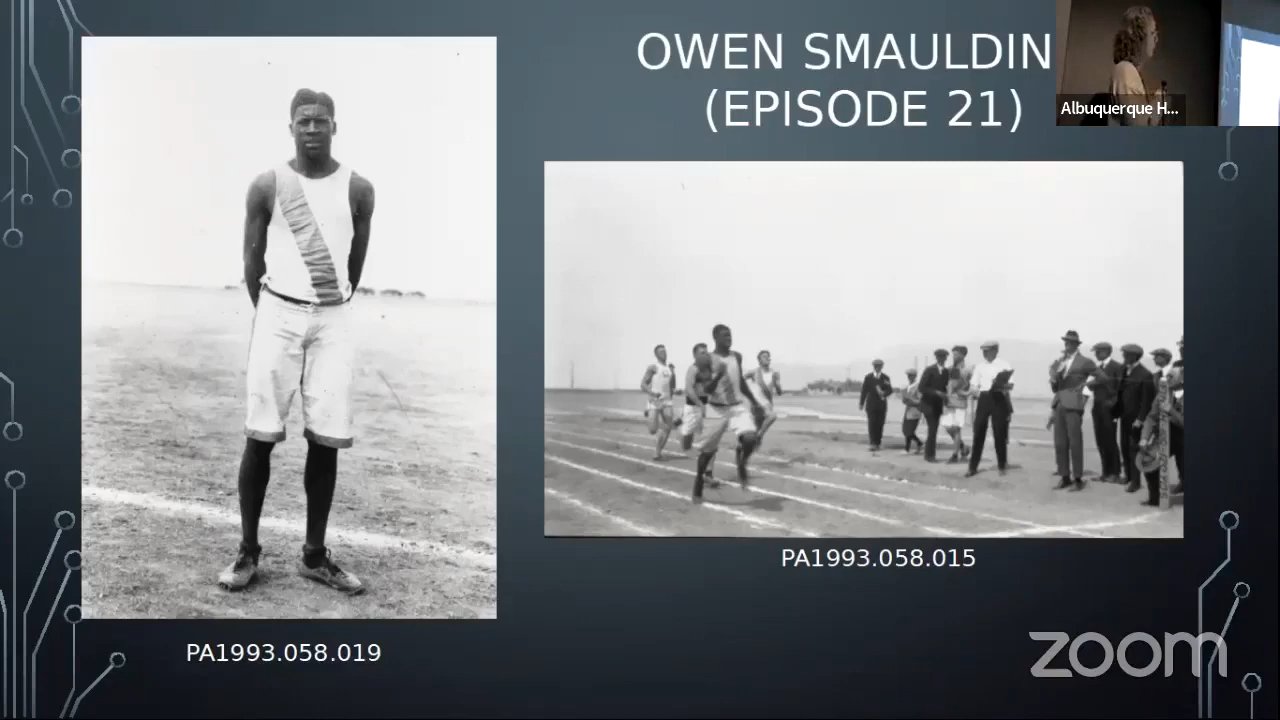 OWEN SMAULDIN
(EPISODE 21)
Albuquerque H...
PA1993.058.015
PA1993.058.019
zoom